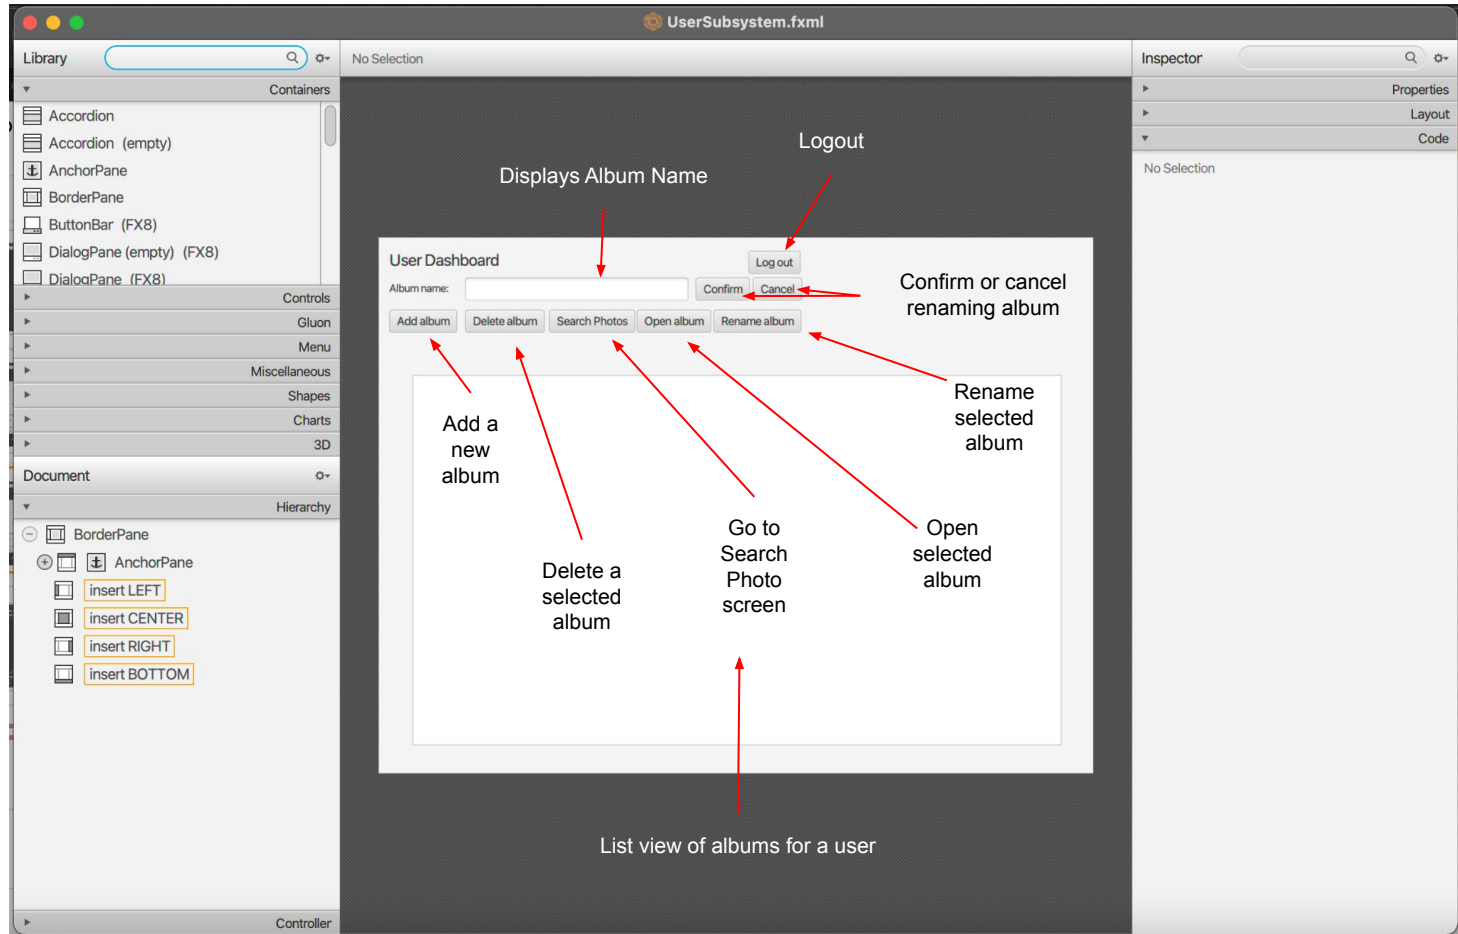 UserSubsystem.fxml
Library
No Selection
Inspector
Containers
Accordion
Accordion (empty)
AnchorPane
BorderPane
ButtonBar (FX8)
DialogPane (empty) (FX8)
DialogPane (FX8)
Controls
Gluon
Menu
Miscellaneous
Shapes
Charts
3D
Document
Hierarchy
BorderPane
AnchorPane
insert LEFT
insert CENTER
insert RIGHT
insert BOTTOM
Controller
Logout
Displays Album Name
User Dashboard
Log out
Album name:
Confirm
Cancel
Confirm or cancel
renaming album
Add album
Delete album
Search Photos
Open album
Rename album
Add a
new
album
Delete a
selected
album
Go to
Search
Photo
screen
Open
selected
album
Rename
selected
album
List view of albums for a user
Properties
Layout
Code
No Selection